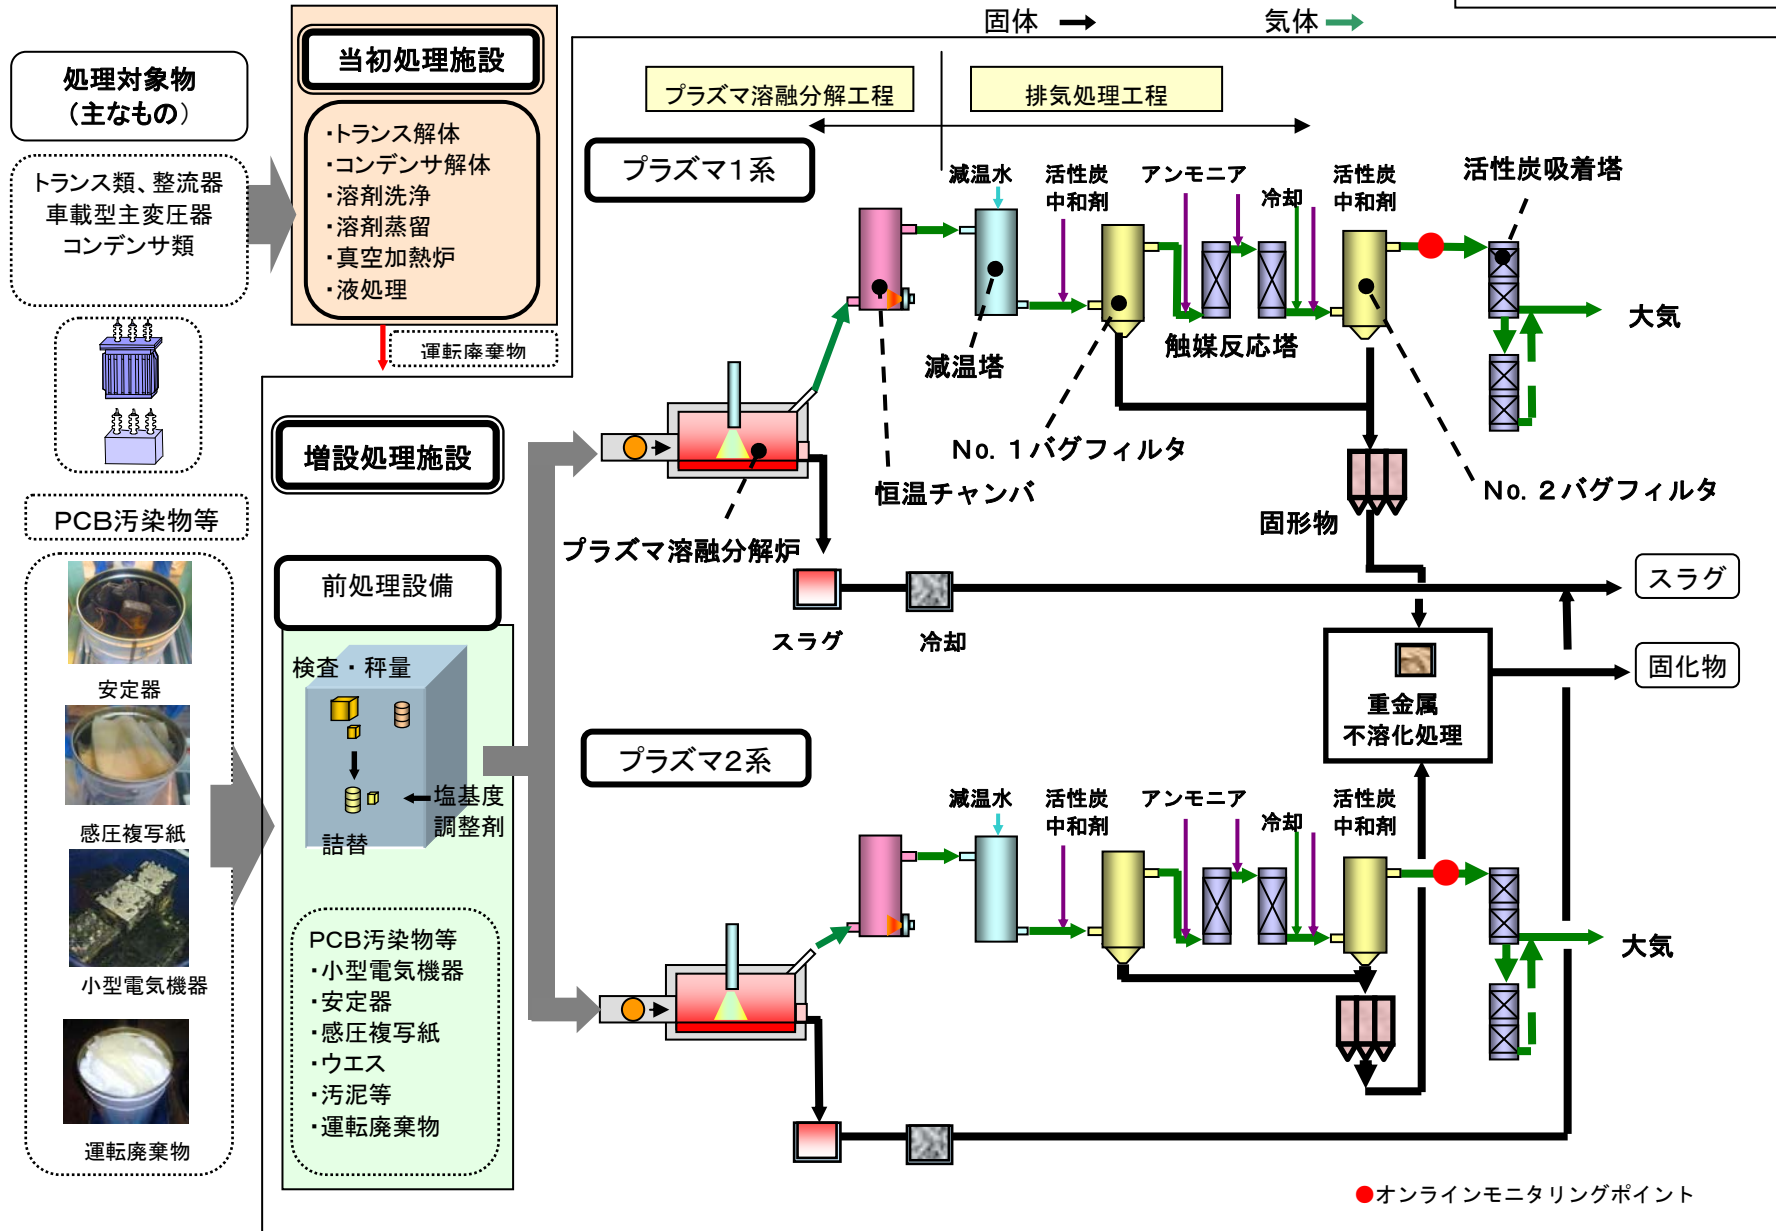 固体
気体
処理対象物
（主なもの）
当初処理施設
・トランス解体
・コンデンサ解体
・溶剤洗浄
・溶剤蒸留
・真空加熱炉
・液処理
トランス類、整流器
車載型主変圧器
コンデンサ類
運転廃棄物
プラズマ溶融分解工程
排気処理工程
プラズマ1系
減温水
活性炭
中和剤
アンモニア
冷却
活性炭
中和剤
活性炭吸着塔
大気
減温塔
触媒反応塔
No. 1バグフィルタ
恒温チャンバ
No. 2バグフィルタ
固形物
プラズマ溶融分解炉
スラグ
冷却
スラグ
固化物
重金属
不溶化処理
増設処理施設
PCB汚染物等
安定器
感圧複写紙
小型電気機器
運転廃棄物
前処理設備
検査・秤量
塩基度
調整剤
詰替
PCB汚染物等
・小型電気機器
・安定器
・感圧複写紙
・ウエス
・汚泥等
・運転廃棄物
プラズマ2系
減温水
活性炭
中和剤
アンモニア
冷却
活性炭
中和剤
大気
●オンラインモニタリングポイント